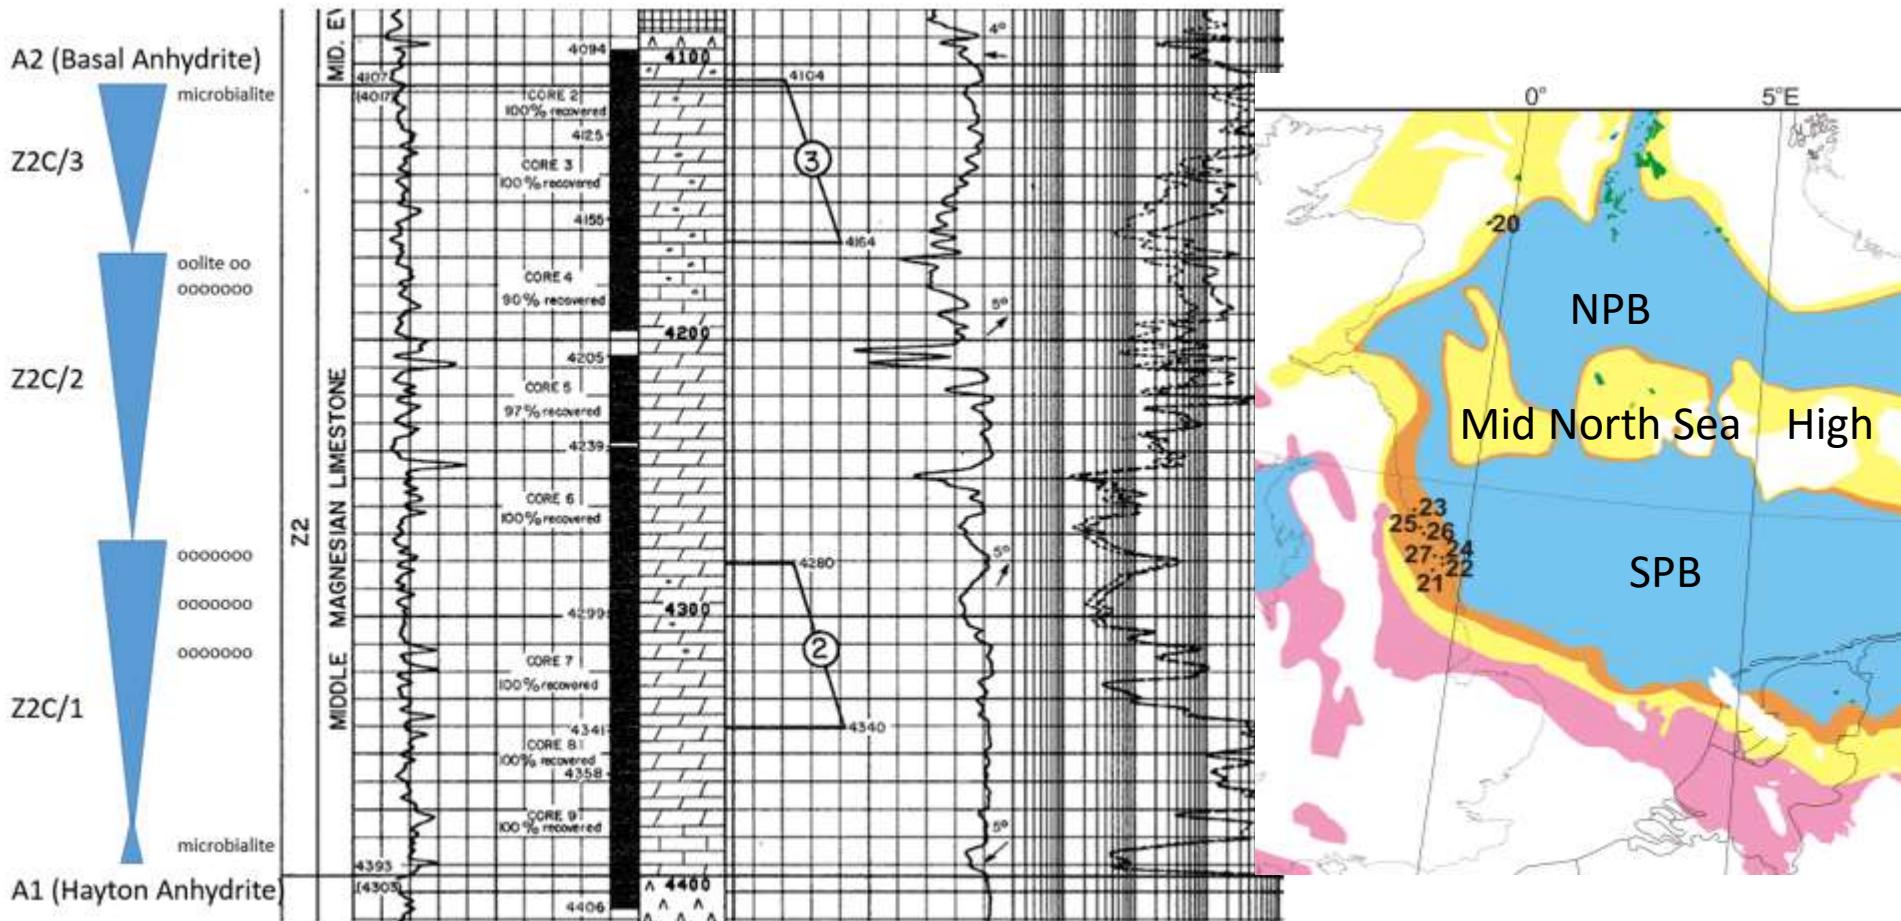 A2 (Basal Anhydrite)
microbialite
Z2C/3
oolite oo
ooooooo
Z2C/2
ooooooo
ooooooo
ooooooo
Z2C/1
microbialite
A1 (Hayton Anhydrite)
Z2
MID. EV
MIDDLE MAGNESIAN LIMESTONE
4107
(4017)
4393
(4303)
4094
CORE 2
100% recovered
4125
CORE 3
100% recovered
4155
CORE 4
90% recovered
4205
CORE 5
97% recovered
4239
CORE 6
100% recovered
4299
CORE 7
100% recovered
4341
CORE 8
100% recovered
4358
CORE 9
100% recovered
4406
4100
4200
4300
4400
4104
3
4164
4280
2
4340
4°
5°
5°
5°
0°
5°E
20
NPB
Mid North Sea High
SPB
23
25
26
24
27
22
21